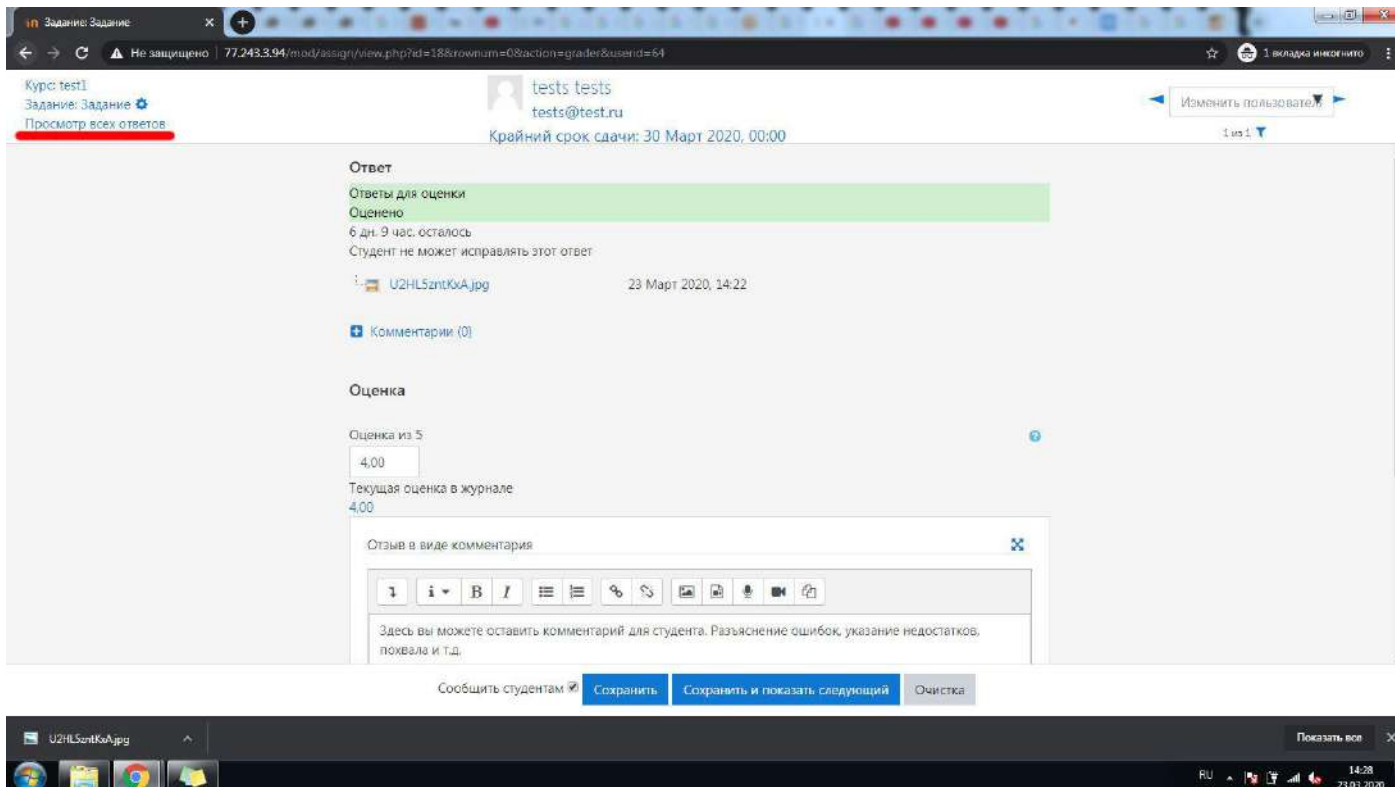 Задание: Задание
Не защищено 77.243.3.94/mod/assign/view.php?id=18&rownum=0&action=grader&userid=64
1 вкладка инкогнито
Курс: test1
Задание: Задание
Просмотр всех ответов
tests tests
tests@test.ru
Крайний срок сдачи: 30 Март 2020, 00:00
Изменить пользовател
1 из 1
Ответ
Ответы для оценки
Оценено
6 дн. 9 час. осталось
Студент не может исправлять этот ответ
U2HL5zntKxA.jpg 23 Март 2020, 14:22
Комментарии (0)
Оценка
Оценка из 5
4,00
Текущая оценка в журнале
4,00
Отзыв в виде комментария
Здесь вы можете оставить комментарий для студента. Разъяснение ошибок, указание недостатков,
похвала и т.д.
Сообщить студентам Сохранить Сохранить и показать следующий Очистка
U2HL5zntKxA.jpg Показать все
RU 14:28
23.03.2020